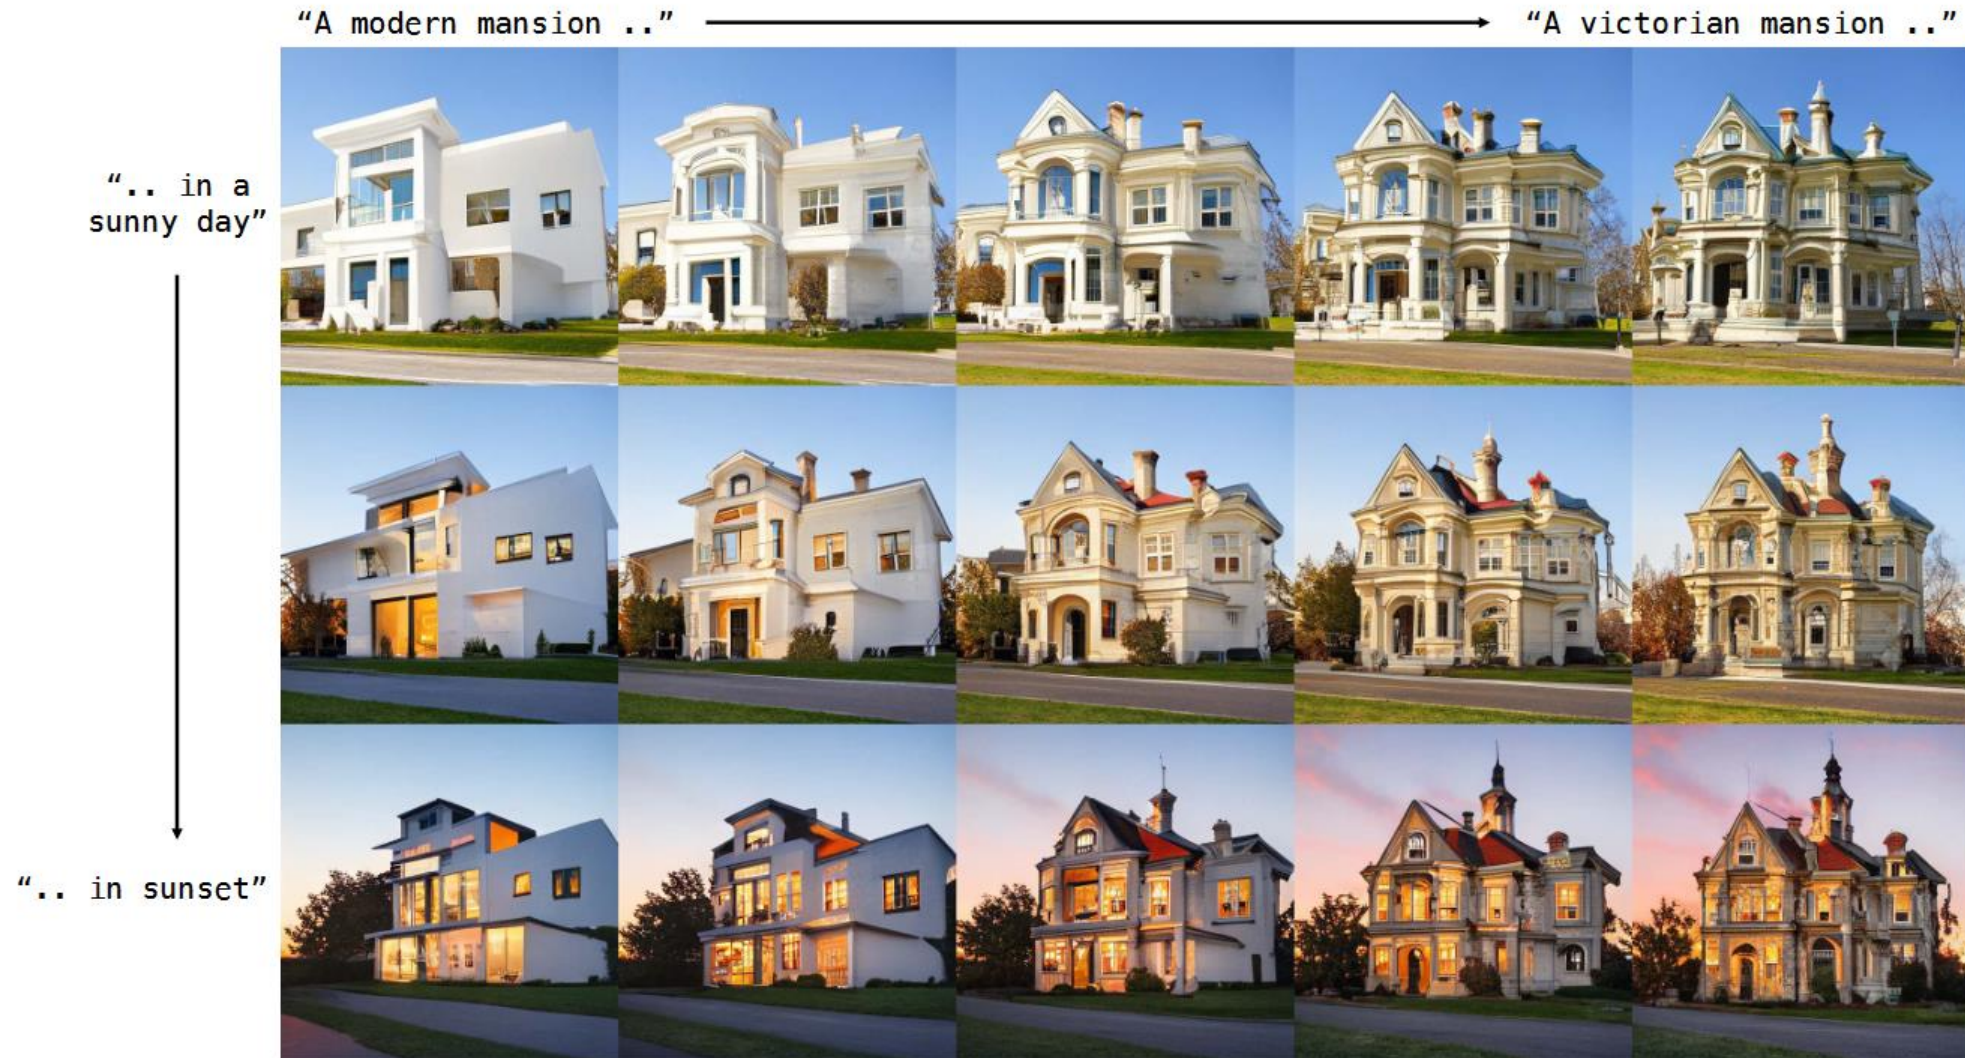 “A modern mansion ..”
“A victorian mansion ..”
“.. in a
sunny day”
“.. in sunset”